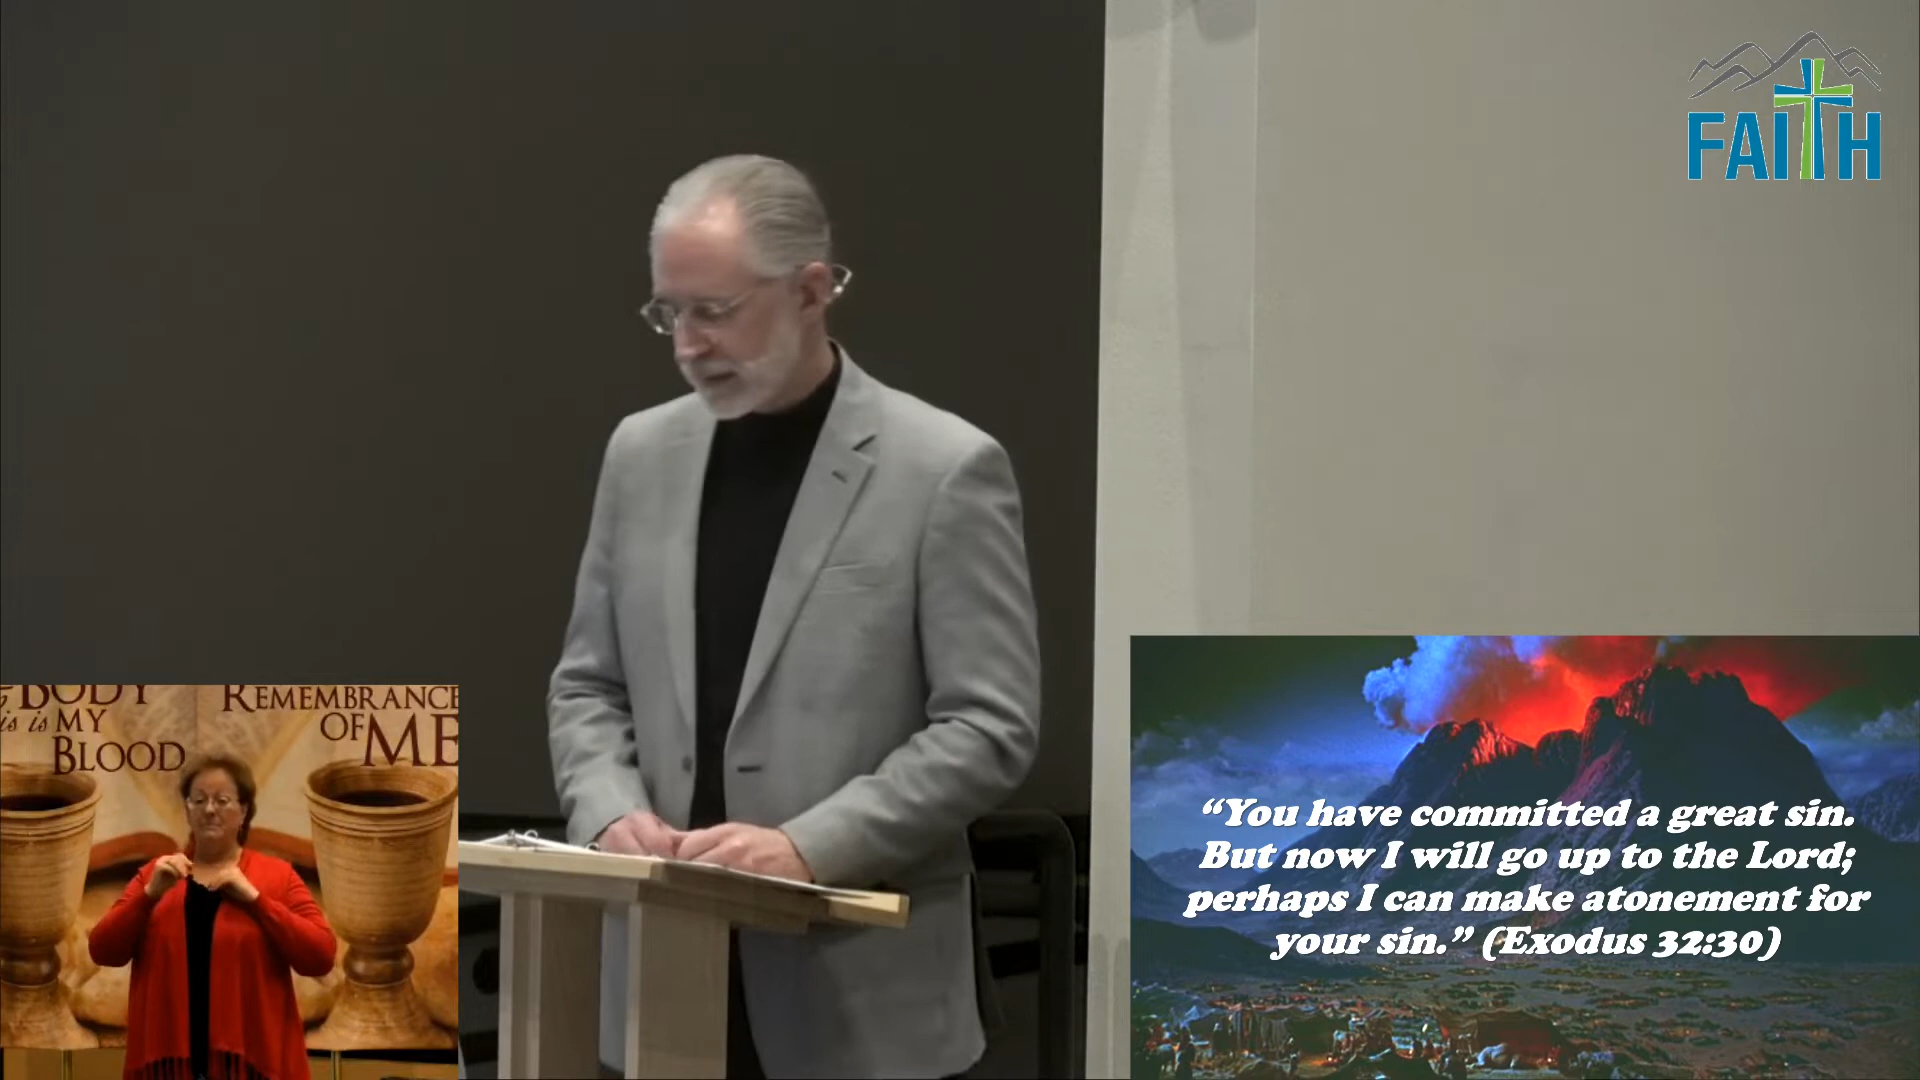 FAITH
BODY
is is MY
BLOOD
REMEMBRANCE
OF ME
“You have committed a great sin.
But now I will go up to the Lord;
perhaps I can make atonement for
your sin.” (Exodus 32:30)